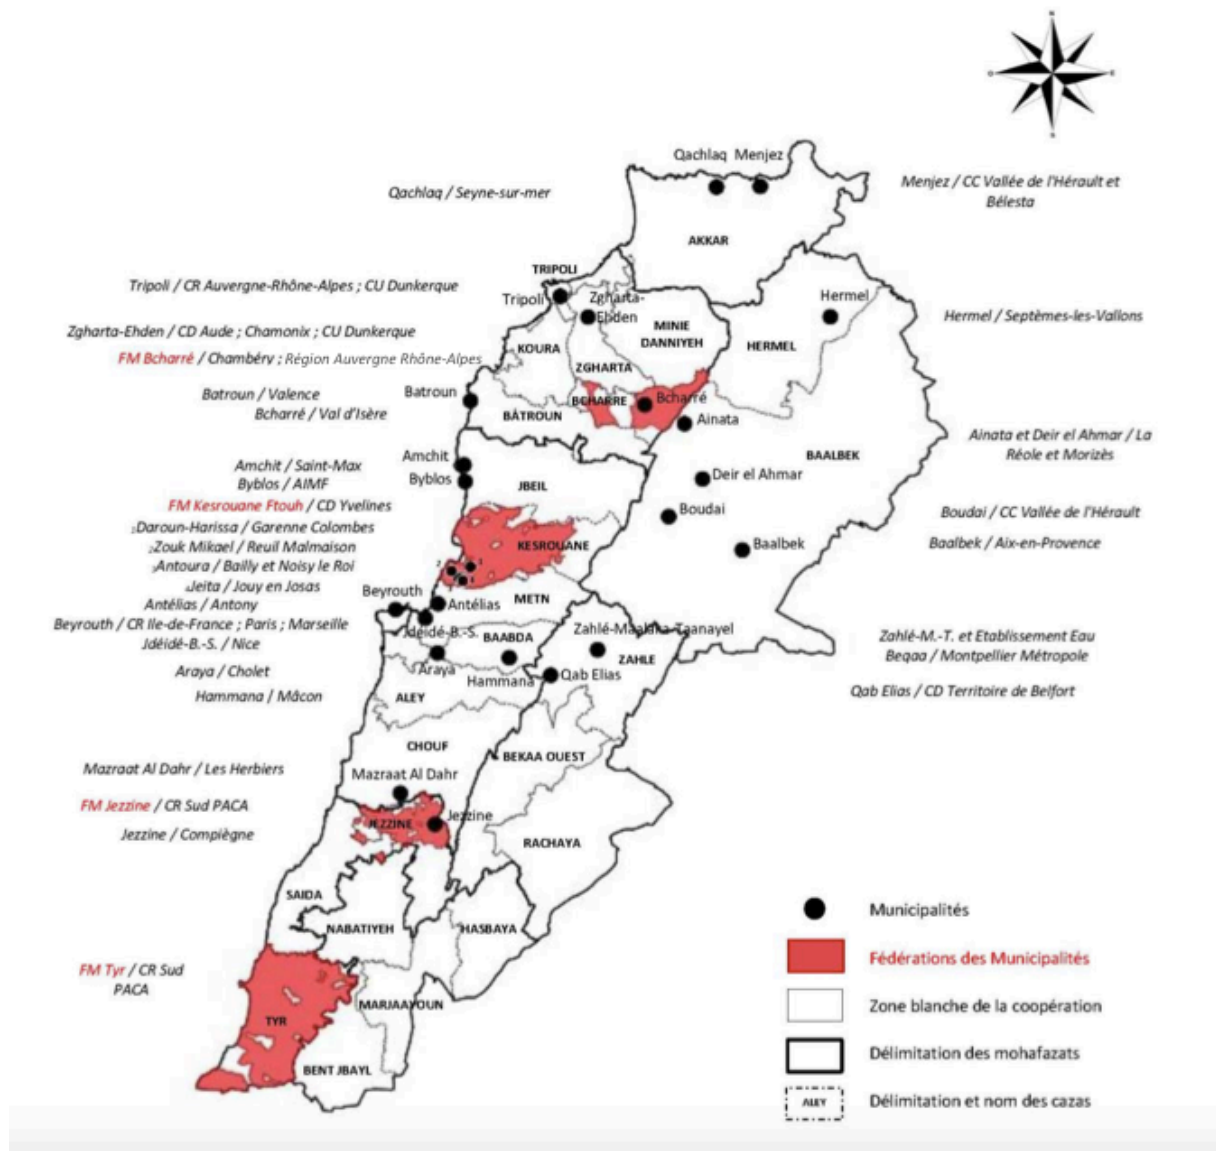 N
O
E
S
Qachlaq Menjez
Qachlaq / Seyne-sur-mer
Menjez / CC Vallée de l'Hérault et
Bélesta
AKKAR
TRIPOLI
Tripoli / CR Auvergne-Rhône-Alpes ; CU Dunkerque
Tripoli
Zgharta-
Ehden
Hermel
Hermel / Septèmes-les-Vallons
Zgharta-Ehden / CD Aude ; Chamonix ; CU Dunkerque
MINIE
DANNIYEH
KOURA
HERMEL
FM Bcharré / Chambéry ; Région Auvergne Rhône-Alpes
ZGHARTA
Batroun / Valence
Batroun
BCHARRE
Bcharré
Bcharré / Val d'Isère
BÂTROUN
Ainata
Ainata et Deir el Ahmar / La
Réole et Morizès
BAALBEK
Amchit / Saint-Max
Amchit
Byblos / AIMF
Byblos
JBEIL
Deir el Ahmar
FM Kesrouane Ftouh / CD Yvelines
Boudai
Boudai / CC Vallée de l'Hérault
1Daroun-Harissa / Garenne Colombes
2Zouk Mikael / Reuil Malmaison
KESROUANE
Baalbek
Baalbek / Aix-en-Provence
3Antoura / Bailly et Noisy le Roi
4Jeita / Jouy en Josas
Beyrouth
Antélias / Antony
Antélias
METN
Beyrouth / CR Ile-de-France ; Paris ; Marseille
Jdéidé-B.-S.
BAABDA
Zahlé-Maalaka-Taanayel
Jdéidé-B.-S. / Nice
Zahlé-M.-T. et Etablissement Eau
Beqaa / Montpellier Métropole
ZAHLE
Araya / Cholet
Araya
Hammana
Qab Elias
Hammana / Mâcon
ALEY
Qab Elias / CD Territoire de Belfort
CHOUF
BEKAA OUEST
Mazraat Al Dahr / Les Herbiers
Mazraat Al Dahr
FM Jezzine / CR Sud PACA
JEZZINE
Jezzine
Jezzine / Compiègne
RACHAYA
SAIDA
NABATIYEH
HASBAYA
FM Tyr / CR Sud
PACA
MARJAAYOUN
TYR
BENT JBAYL
Municipalités
Fédérations des Municipalités
Zone blanche de la coopération
Délimitation des mohafazats
ALEY
Délimitation et nom des cazas